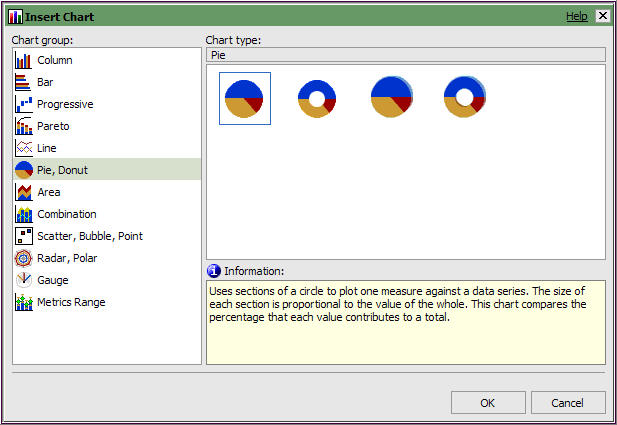 Insert Chart
Help
Chart group:
Column
Bar
Progressive
Pareto
Line
Pie, Donut
Area
Combination
Scatter, Bubble, Point
Radar, Polar
Gauge
Metrics Range
Chart type:
Pie
Information:
Uses sections of a circle to plot one measure against a data series. The size of
each section is proportional to the value of the whole. This chart compares the
percentage that each value contributes to a total.
OK
Cancel